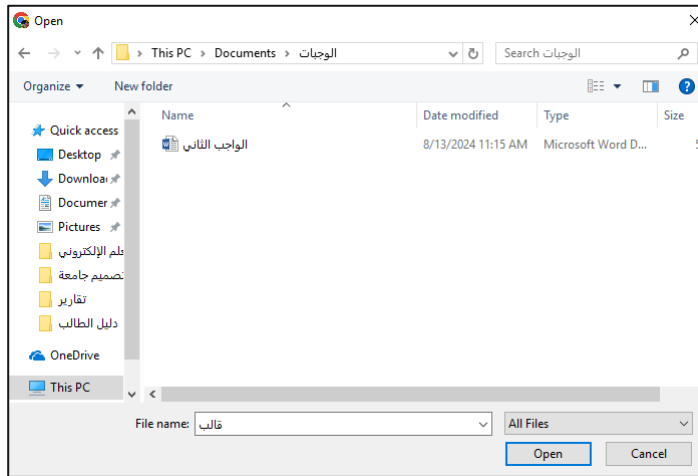 Open
This PC > Documents > الوجبات
Search الوجبات
Organize
New folder
Name
Date modified
Type
Size
الواجب الثاني
8/13/2024 11:15 AM
Microsoft Word D...
Quick access
Desktop
Downloa
Documer
Pictures
علم الإلكتروني
تصميم جامعة
تقارير
دليل الطالب
OneDrive
This PC
File name:
قالب
All Files
Open
Cancel